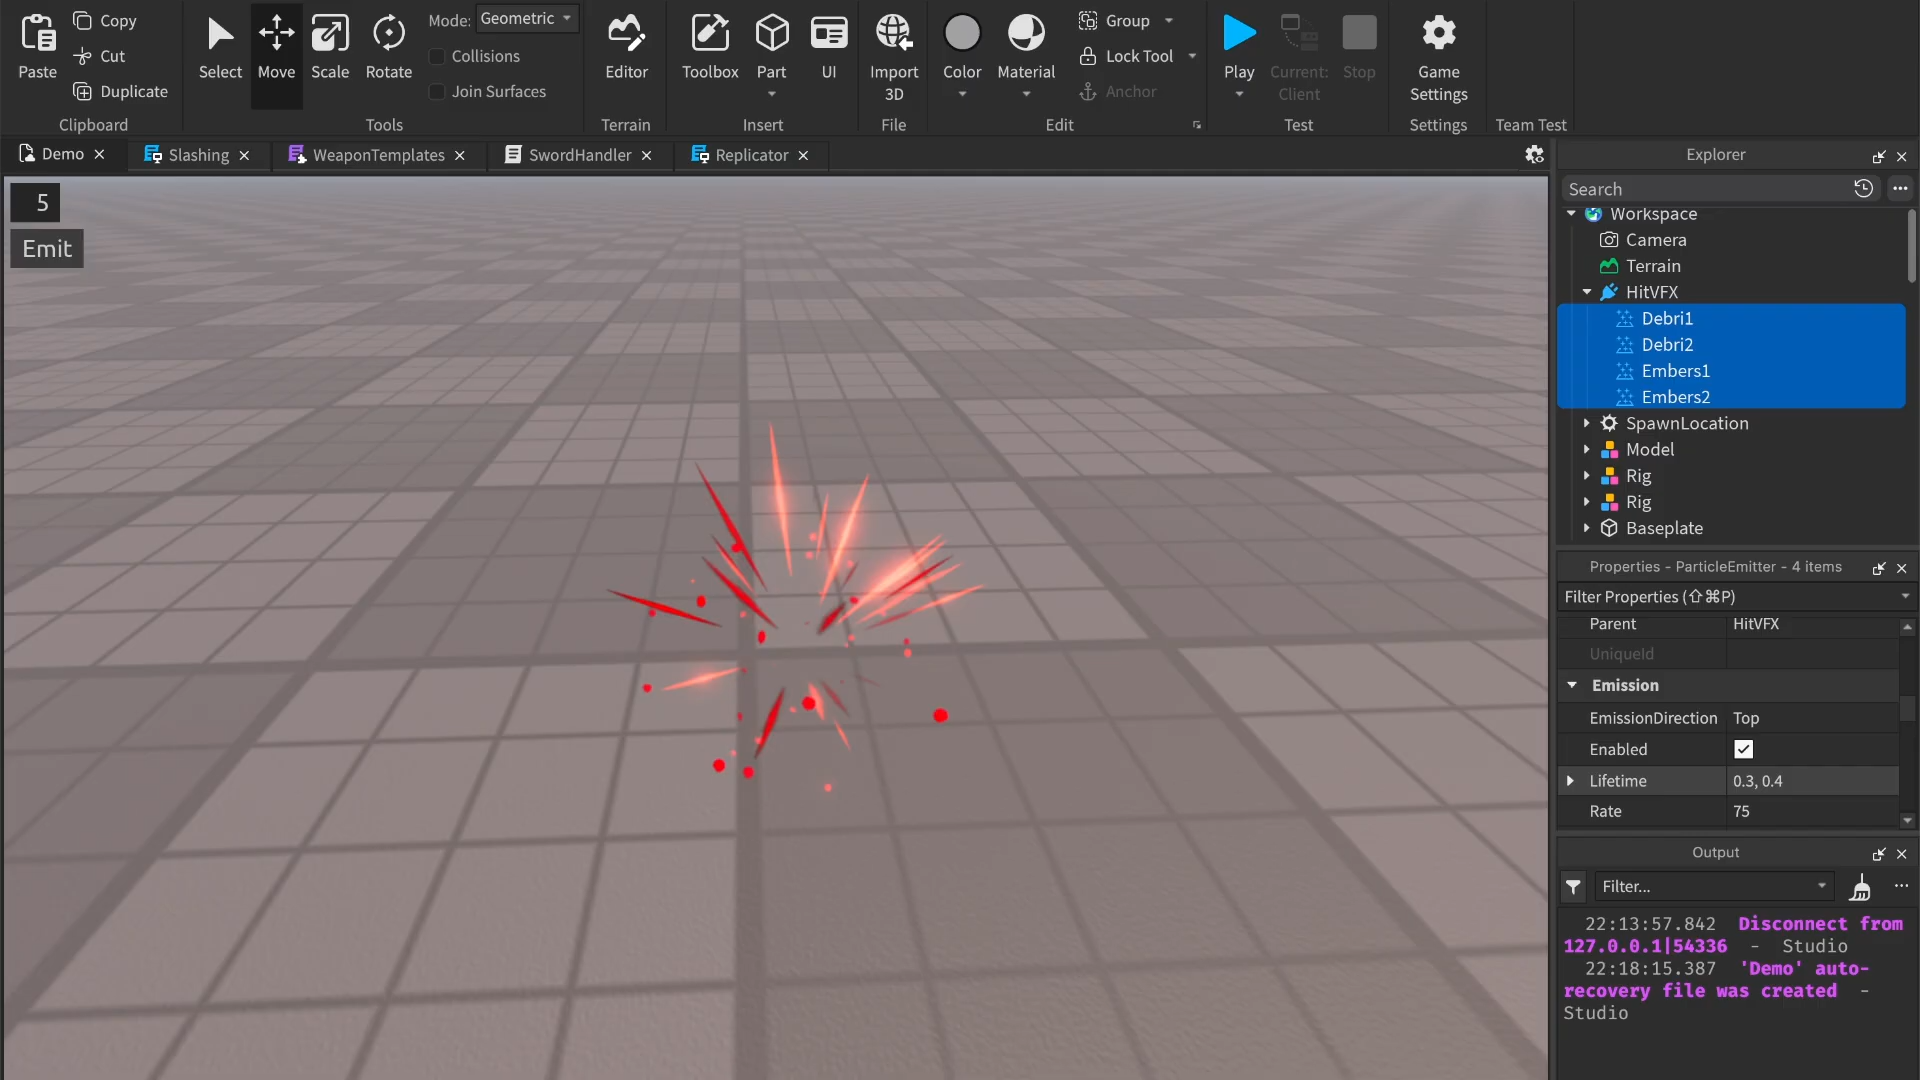 Paste
Copy
Cut
Duplicate
Clipboard
Select
Move
Scale
Rotate
Mode: Geometric
Collisions
Join Surfaces
Tools
Editor
Terrain
Toolbox
Part
UI
Insert
Import
3D
File
Color
Material
Group
Lock Tool
Anchor
Edit
Play
Current:
Client
Stop
Test
Game
Settings
Settings
Team Test
Demo
Slashing
WeaponTemplates
SwordHandler
Replicator
5
Emit
Explorer
Search
Workspace
Camera
Terrain
HitVFX
Debri1
Debri2
Embers1
Embers2
SpawnLocation
Model
Rig
Rig
Baseplate
Properties - ParticleEmitter - 4 items
Filter Properties (⇧⌘P)
Parent HitVFX
UniqueId
Emission
EmissionDirection Top
Enabled
Lifetime 0.3, 0.4
Rate 75
Output
Filter...
22:13:57.842 Disconnect from
127.0.0.1|54336 - Studio
22:18:15.387 'Demo' auto-
recovery file was created -
Studio